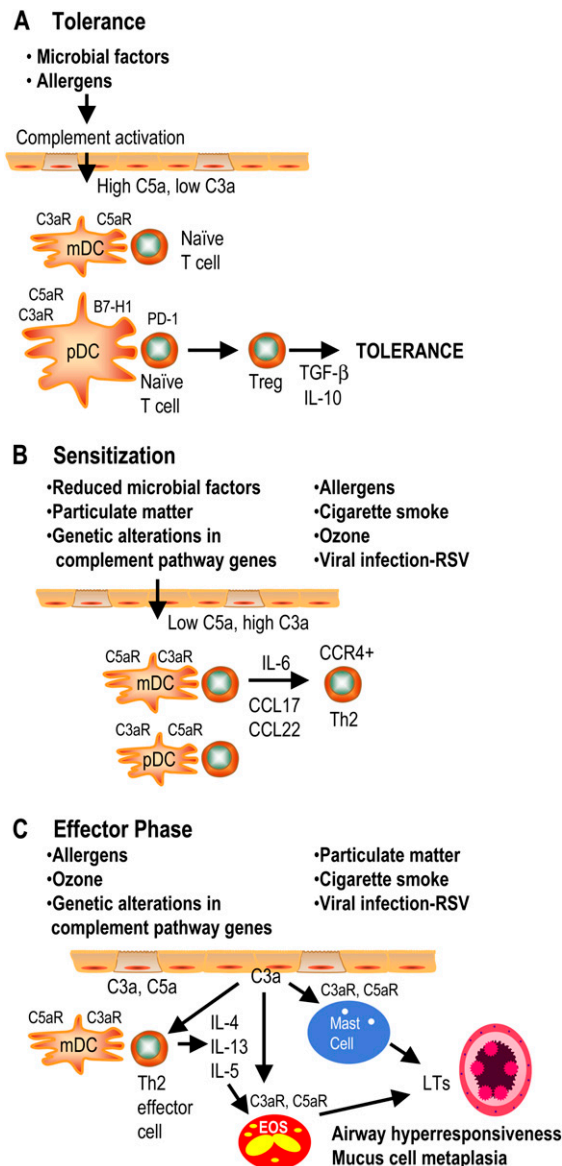 A Tolerance
• Microbial factors
• Allergens
Complement activation
High C5a, low C3a
C3aR C5aR
mDC
Naïve
T cell
C5aR
C3aR
B7-H1
pDC
PD-1
Naïve
T cell
Treg
TGF-β
IL-10
TOLERANCE
B Sensitization
•Reduced microbial factors
•Particulate matter
•Genetic alterations in
complement pathway genes
•Allergens
•Cigarette smoke
•Ozone
•Viral infection-RSV
Low C5a, high C3a
C5aR C3aR
mDC
IL-6
CCL17
CCL22
CCR4+
Th2
C3aR C5aR
pDC
C Effector Phase
•Allergens
•Ozone
•Genetic alterations in
complement pathway genes
•Particulate matter
•Cigarette smoke
•Viral infection-RSV
C3a, C5a
C3a
C5aR C3aR
mDC
Th2
effector
cell
IL-4
IL-13
IL-5
C3aR, C5aR
Mast
Cell
C3aR, C5aR
EOS
LTs
Airway hyperresponsiveness
Mucus cell metaplasia